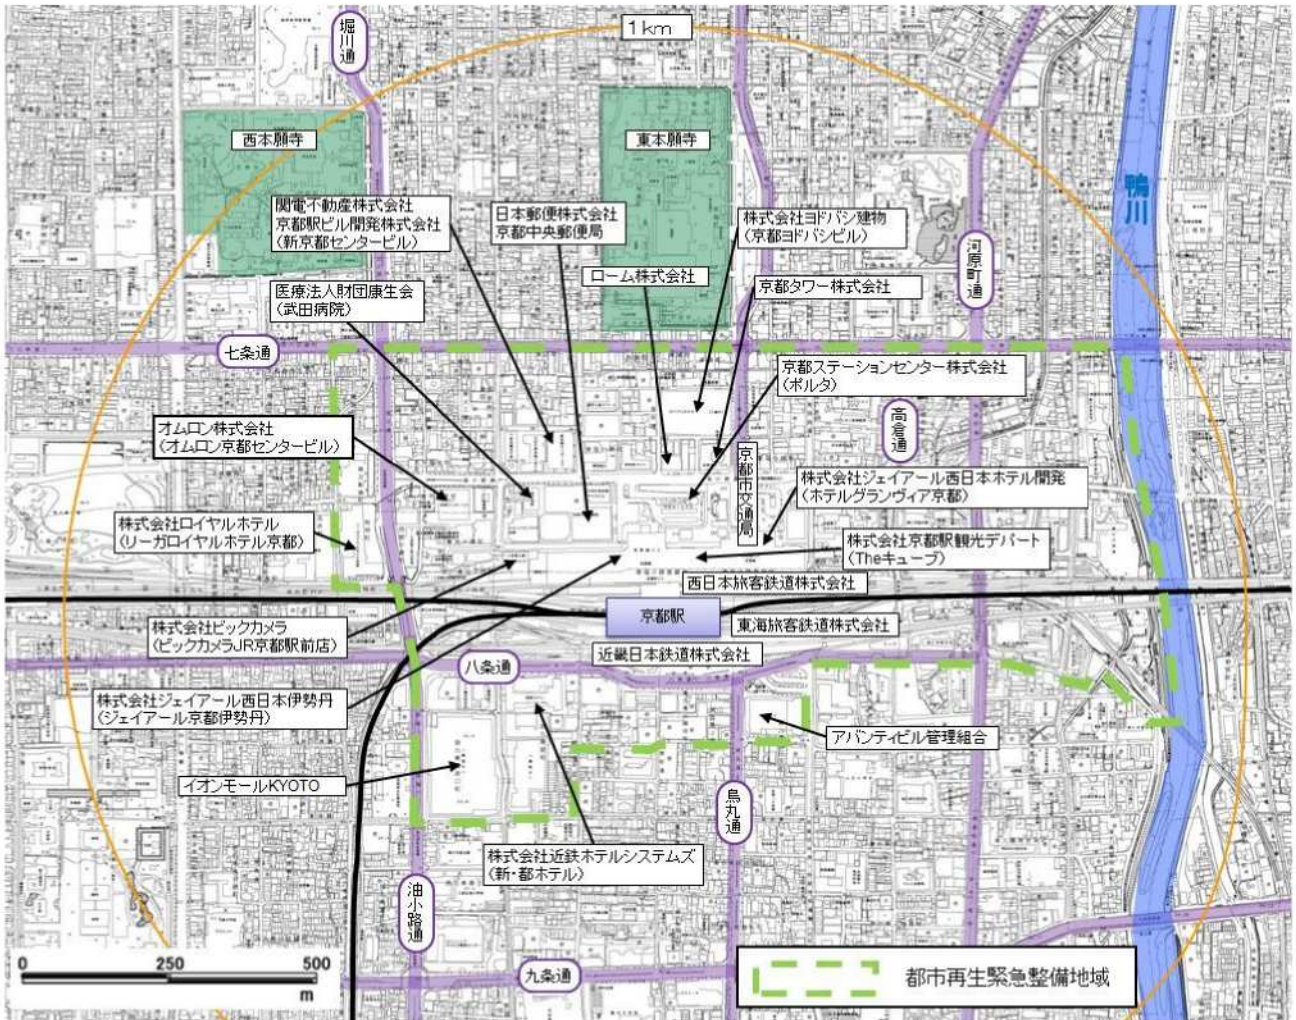 1km
堀川通
西本願寺
東本願寺
鴨川
関電不動産株式会社
京都駅ビル開発株式会社
(新京都センタービル)
日本郵便株式会社
京都中央郵便局
株式会社ヨドバシ建物
(京都ヨドバシビル)
河原町通
ローム株式会社
京都タワー株式会社
医療法人財団康生会
(武田病院)
七条通
京都ステーションセンター株式会社
(ポルタ)
高倉通
オムロン株式会社
(オムロン京都センタービル)
京都市交通局
株式会社ジェイアール西日本ホテル開発
(ホテルグランヴィア京都)
株式会社ロイヤルホテル
(リーガロイヤルホテル京都)
株式会社京都駅観光デパート
(Theキューブ)
西日本旅客鉄道株式会社
京都駅
東海旅客鉄道株式会社
株式会社ビックカメラ
(ビックカメラJR京都駅前店)
近畿日本鉄道株式会社
八条通
株式会社ジェイアール西日本伊勢丹
(ジェイアール京都伊勢丹)
アバンティビル管理組合
イオンモールKYOTO
烏丸通
株式会社近鉄ホテルシステムズ
(新・都ホテル)
油小路通
九条通
0 250 500
m
都市再生緊急整備地域